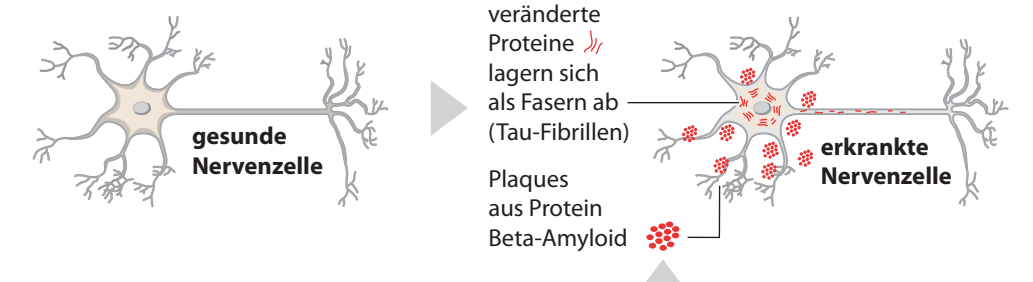 gesunde
Nervenzelle
veränderte
Proteine
lagern sich
als Fasern ab
(Tau-Fibrillen)
Plaques
aus Protein
Beta-Amyloid
erkrankte
Nervenzelle